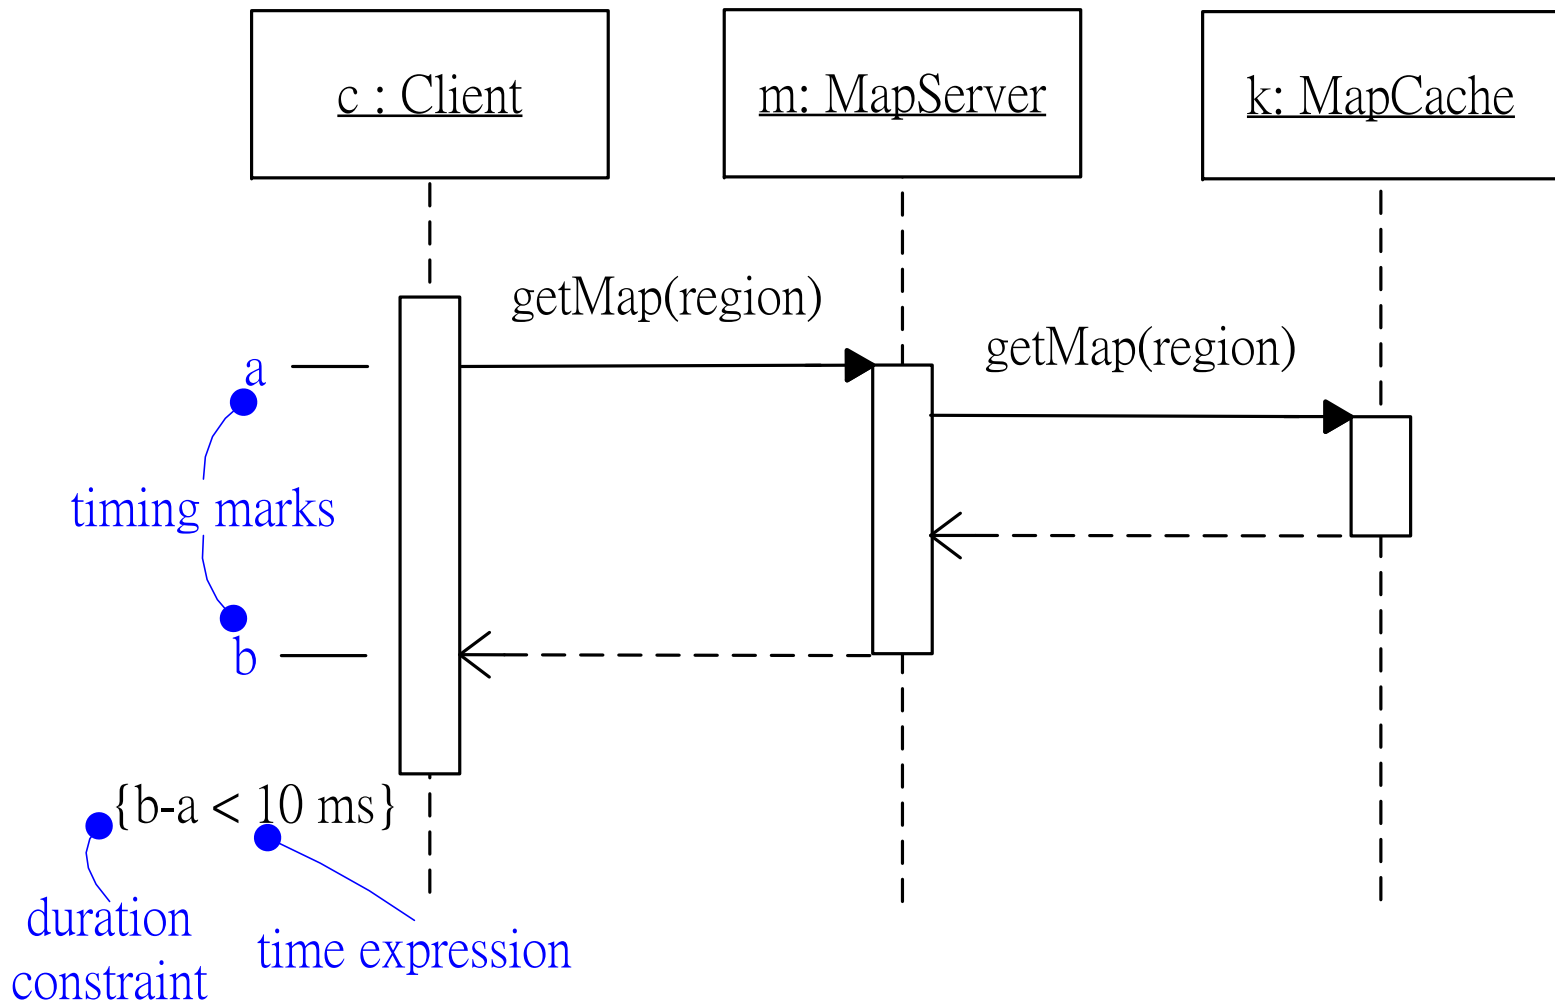 c : Client
m: MapServer
k: MapCache
getMap(region)
getMap(region)
a
timing marks
b
{b-a < 10 ms}
duration
constraint
time expression